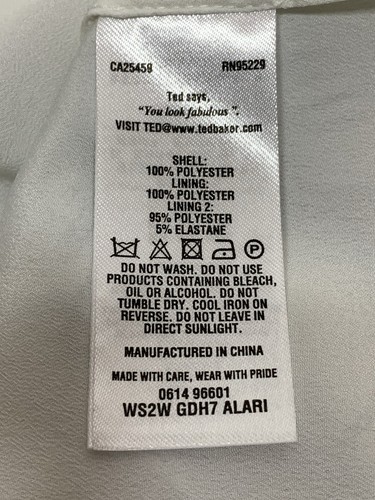 CA25459 RN95229
Ted says,
"You look fabulous".
VISIT TED@www.tedbaker.com
SHELL:
100% POLYESTER
LINING:
100% POLYESTER
LINING 2:
95% POLYESTER
5% ELASTANE
P
DO NOT WASH. DO NOT USE
PRODUCTS CONTAINING BLEACH,
OIL OR ALCOHOL. DO NOT
TUMBLE DRY. COOL IRON ON
REVERSE. DO NOT LEAVE IN
DIRECT SUNLIGHT.
MANUFACTURED IN CHINA
MADE WITH CARE, WEAR WITH PRIDE
0614 96601
WS2W GDH7 ALARI